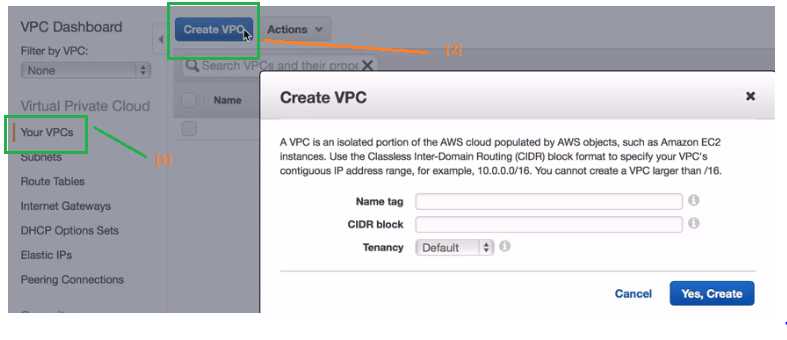 VPC Dashboard
Filter by VPC:
None
Virtual Private Cloud
Your VPCs
Subnets
Route Tables
Internet Gateways
DHCP Options Sets
Elastic IPs
Peering Connections
[1]
Create VPC
Actions
[2]
Search VPCs and their prope
Name
Create VPC
A VPC is an isolated portion of the AWS cloud populated by AWS objects, such as Amazon EC2
instances. Use the Classless Inter-Domain Routing (CIDR) block format to specify your VPC's
contiguous IP address range, for example, 10.0.0.0/16. You cannot create a VPC larger than /16.
Name tag
CIDR block
Tenancy Default
Cancel Yes, Create